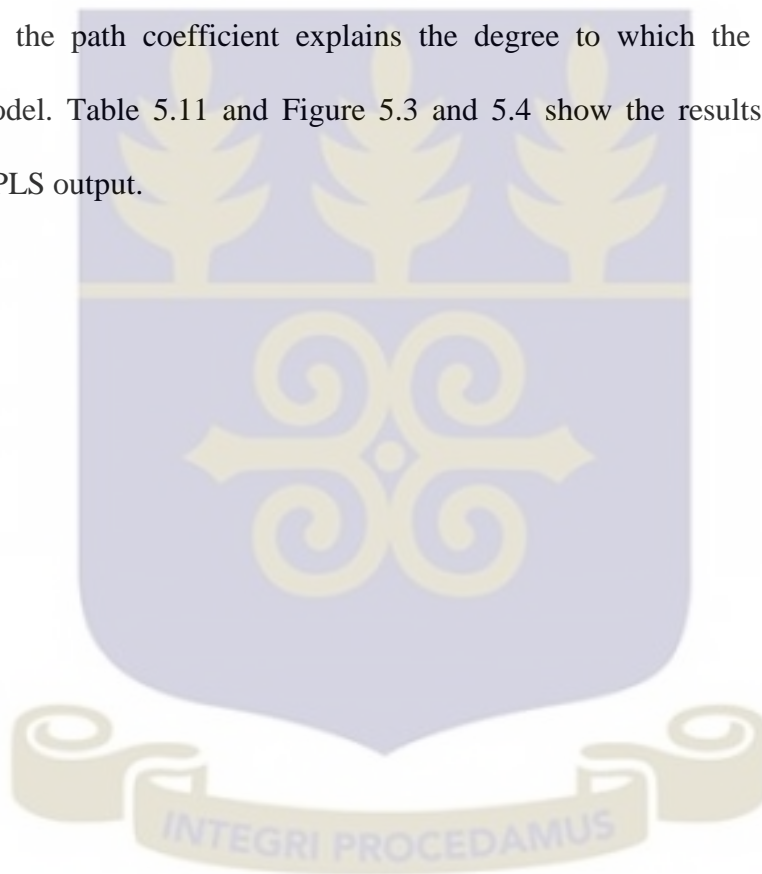 the path coefficient explains the degree to which the
odel. Table 5.11 and Figure 5.3 and 5.4 show the results
PLS output.
INTEGRI PROCEDAMUS